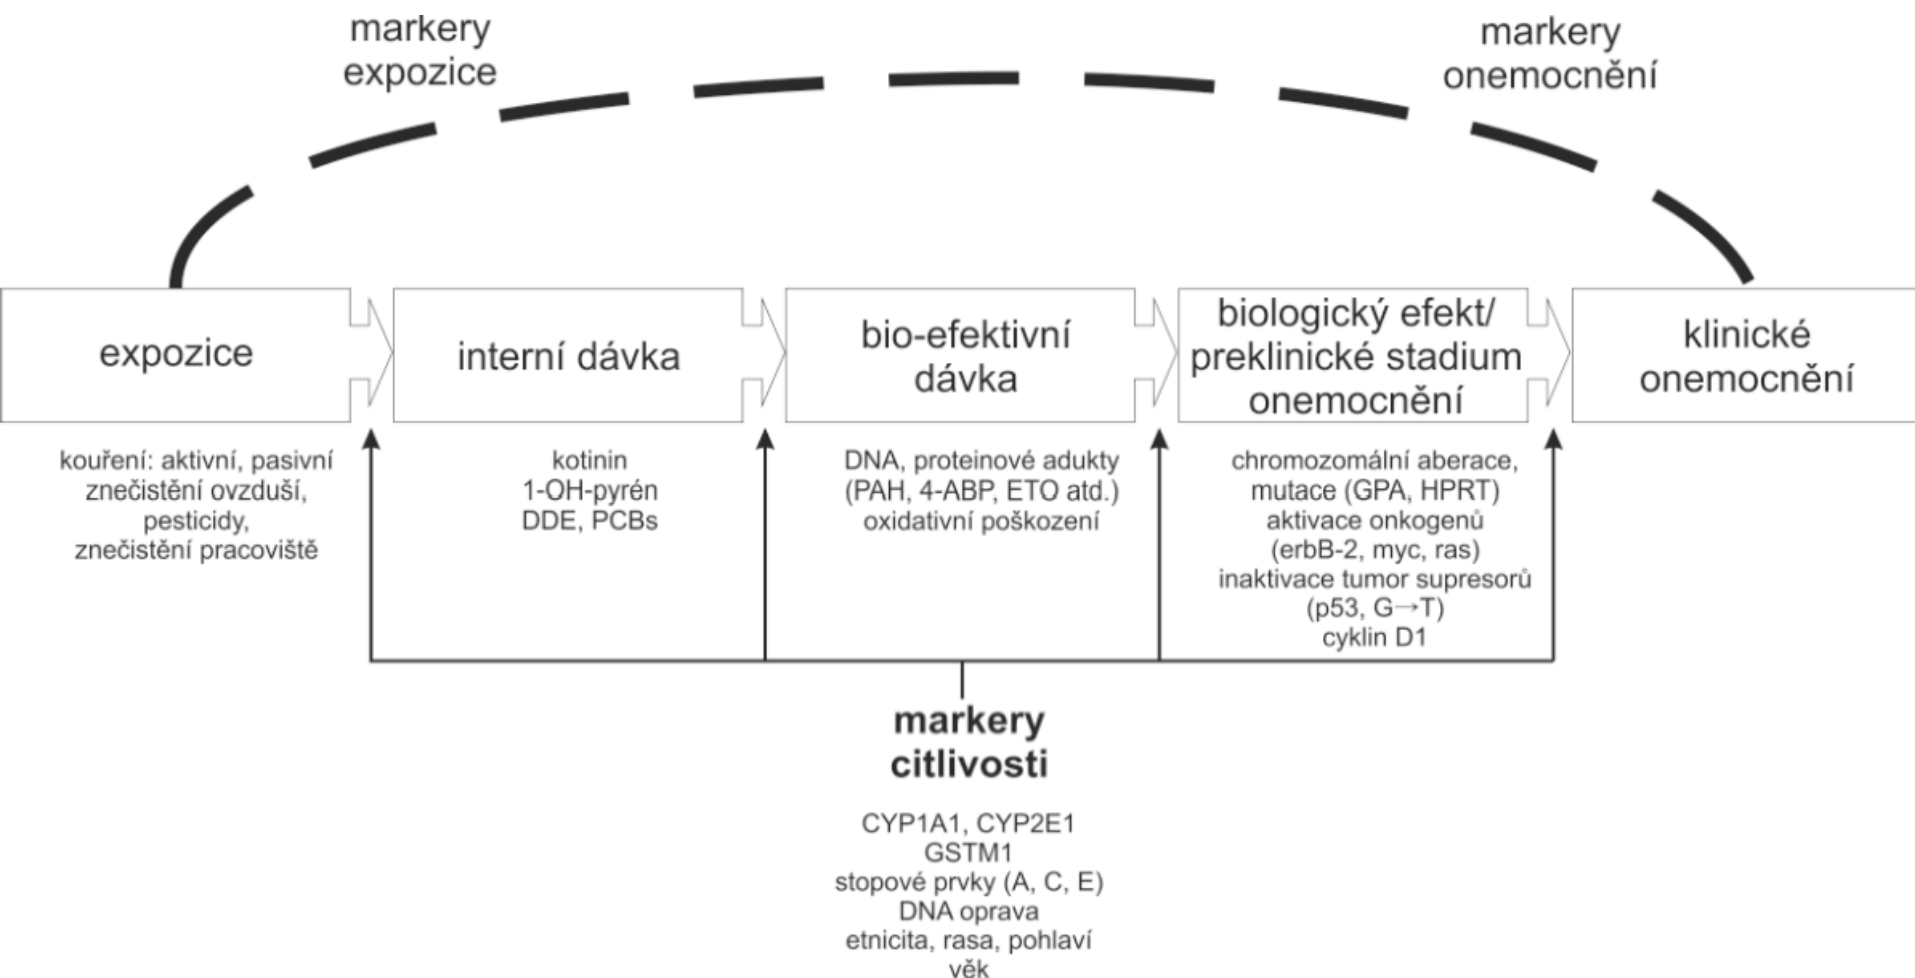 markery
expozice
markery
onemocnění
expozice
interní dávka
bio-efektivní
dávka
biologický efekt/
preklinické stadium
onemocnění
klinické
onemocnění
kouření: aktivní, pasivní
znečistění ovzduší,
pesticidy,
znečistění pracoviště
kotinin
1-OH-pyrén
DDE, PCBs
DNA, proteinové adukty
(PAH, 4-ABP, ETO atd.)
oxidativní poškození
chromozomální aberace,
mutace (GPA, HPRT)
aktivace onkogenů
(erbB-2, myc, ras)
inaktivace tumor supresorů
(p53, G→T)
cyklin D1
markery
citlivosti
CYP1A1, CYP2E1
GSTM1
stopové prvky (A, C, E)
DNA oprava
etnicita, rasa, pohlaví
věk